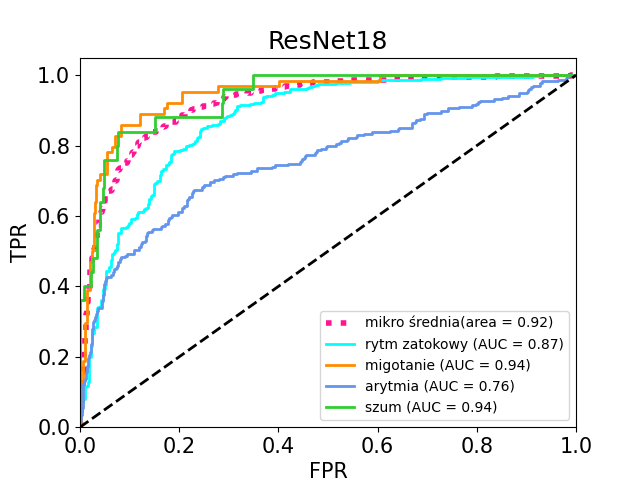 ResNet18
1.0
0.8
0.6
0.4
0.2
0.0
TPR
mikro średnia(area = 0.92)
rytm zatokowy (AUC = 0.87)
migotanie (AUC = 0.94)
arytmia (AUC = 0.76)
szum (AUC = 0.94)
0.0 0.2 0.4 0.6 0.8 1.0
FPR